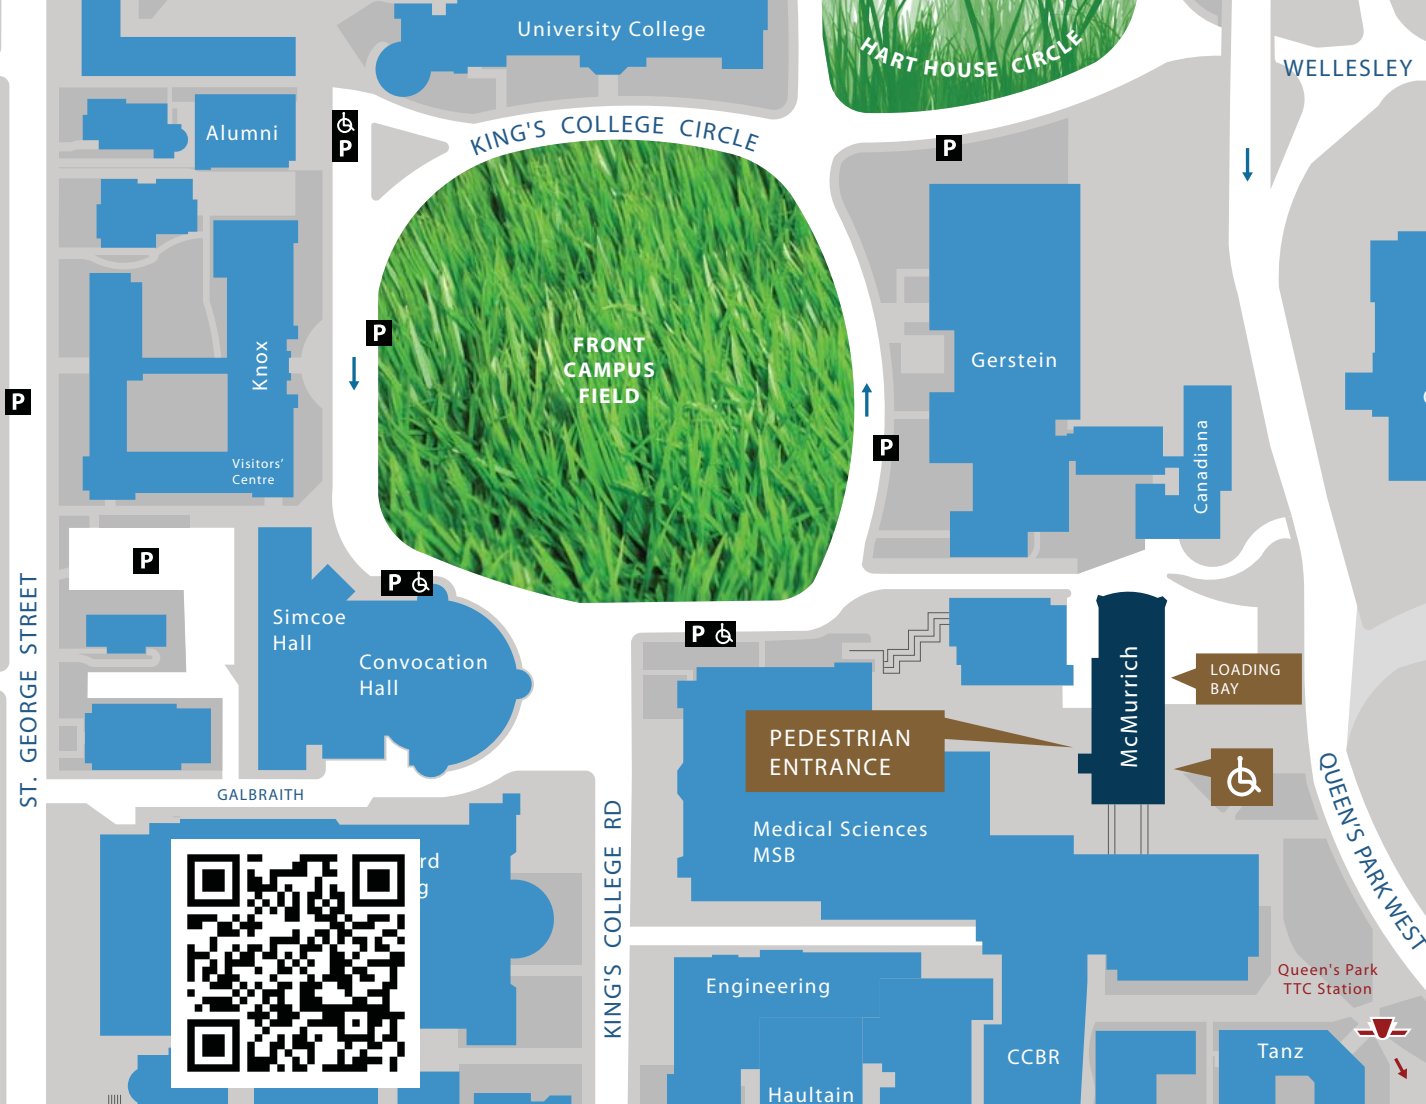 University College
HART HOUSE CIRCLE
WELLESLEY
Alumni
P
KING'S COLLEGE CIRCLE
P
P
FRONT
CAMPUS
FIELD
Knox
Gerstein
P
P
Canadiana
Visitors'
Centre
P
P
Simcoe
Hall
Convocation
Hall
P
McMurrich
LOADING
BAY
ST. GEORGE STREET
PEDESTRIAN
ENTRANCE
GALBRAITH
KING'S COLLEGE RD
Medical Sciences
MSB
QUEEN'S PARK WEST
rd
g
Engineering
Queen's Park
TTC Station
CCBR
Tanz
Haultain